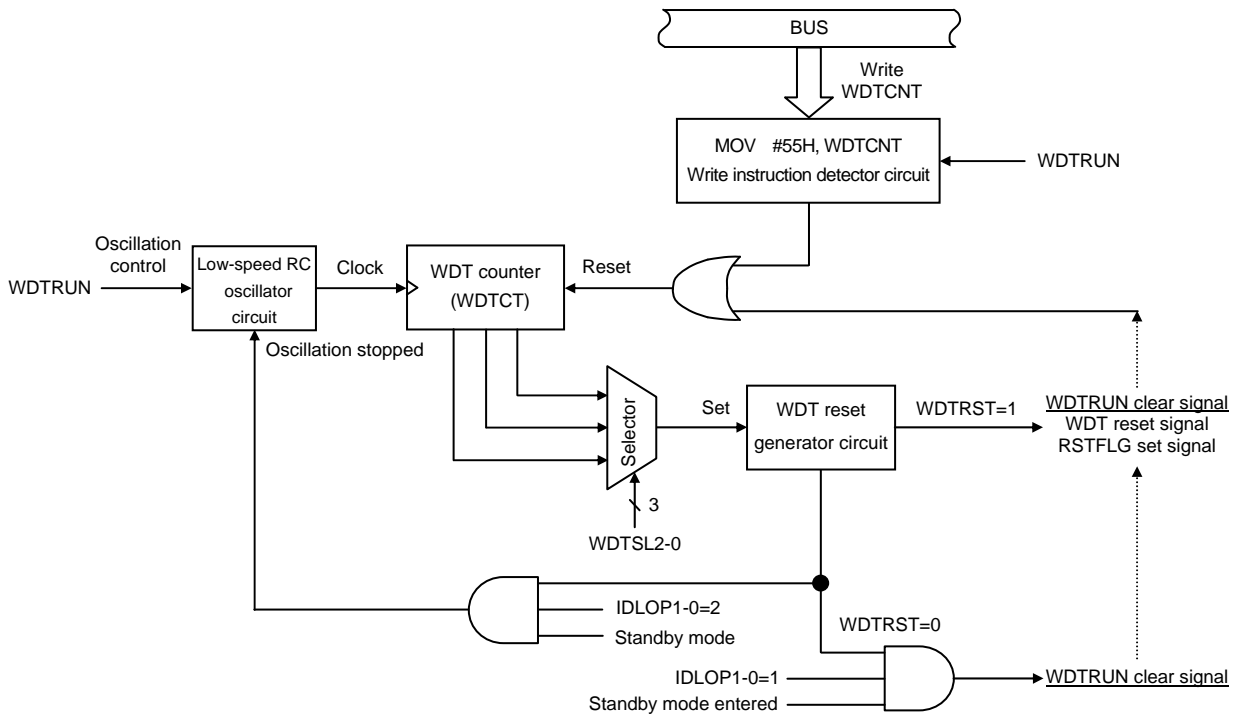 BUS
Write
WDTCNT
MOV #55H, WDTCNT
Write instruction detector circuit
WDTRUN
Oscillation
control
WDTRUN
Low-speed RC
oscillator
circuit
Clock
WDT counter
(WDTCT)
Reset
Oscillation stopped
Selector
Set
WDT reset
generator circuit
WDTRST=1
WDTRUN clear signal
WDT reset signal
RSTFLG set signal
3
WDTSL2-0
IDLOP1-0=2
Standby mode
WDTRST=0
IDLOP1-0=1
Standby mode entered
WDTRUN clear signal